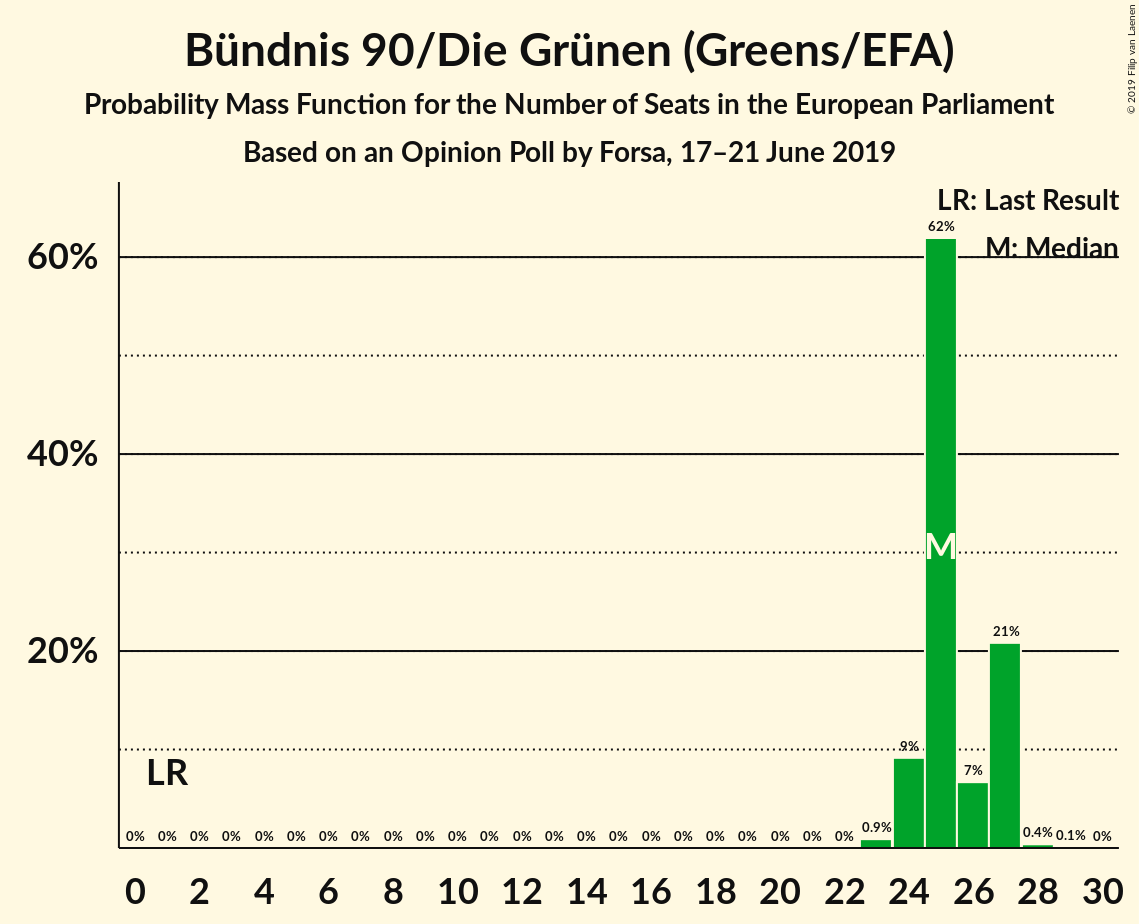 © 2019 Filip van Laenen
Bündnis 90/Die Grünen (Greens/EFA)
Probability Mass Function for the Number of Seats in the European Parliament
Based on an Opinion Poll by Forsa, 17–21 June 2019
LR: Last Result
M: Median
60%
40%
20%
62%
M
21%
9%
7%
LR
0% 0% 0% 0% 0% 0% 0% 0% 0% 0% 0% 0% 0% 0% 0% 0% 0% 0% 0% 0% 0% 0% 0% 0.9% 0.4% 0.1% 0%
0 2 4 6 8 10 12 14 16 18 20 22 24 26 28 30